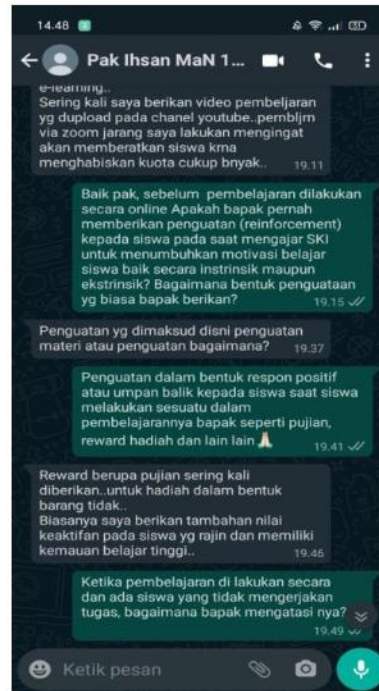 14.48
Pak Ihsan MaN 1...
e-learning..
Sering kali saya berikan video pembeljaran
yg dupload pada chanel youtube..pembljrn
via zoom jarang saya lakukan mengingat
akan memberatkan siswa krna
menghabiskan kuota cukup bnyak.. 19.11
Baik pak, sebelum pembelajaran dilakukan
secara online Apakah bapak pernah
memberikan penguatan (reinforcement)
kepada siswa pada saat mengajar SKI
untuk menumbuhkan motivasi belajar
siswa baik secara instrinsik maupun
ekstrinsik? Bagaimana bentuk penguataan
yg biasa bapak berikan? 19.15
Penguatan yg dimaksud disni penguatan
materi atau penguatan bagaimana? 19.37
Penguatan dalam bentuk respon positif
atau umpan balik kepada siswa saat siswa
melakukan sesuatu dalam
pembelajarannya bapak seperti pujian,
reward hadiah dan lain lain🙏🏻 19.41
Reward berupa pujian sering kali
diberikan..untuk hadiah dalam bentuk
barang tidak..
Biasanya saya berikan tambahan nilai
keaktifan pada siswa yg rajin dan memiliki
kemauan belajar tinggi.. 19.46
Ketika pembelajaran di lakukan secara
dan ada siswa yang tidak mengerjakan
tugas, bagaimana bapak mengatasi nya?
19.49
Ketik pesan